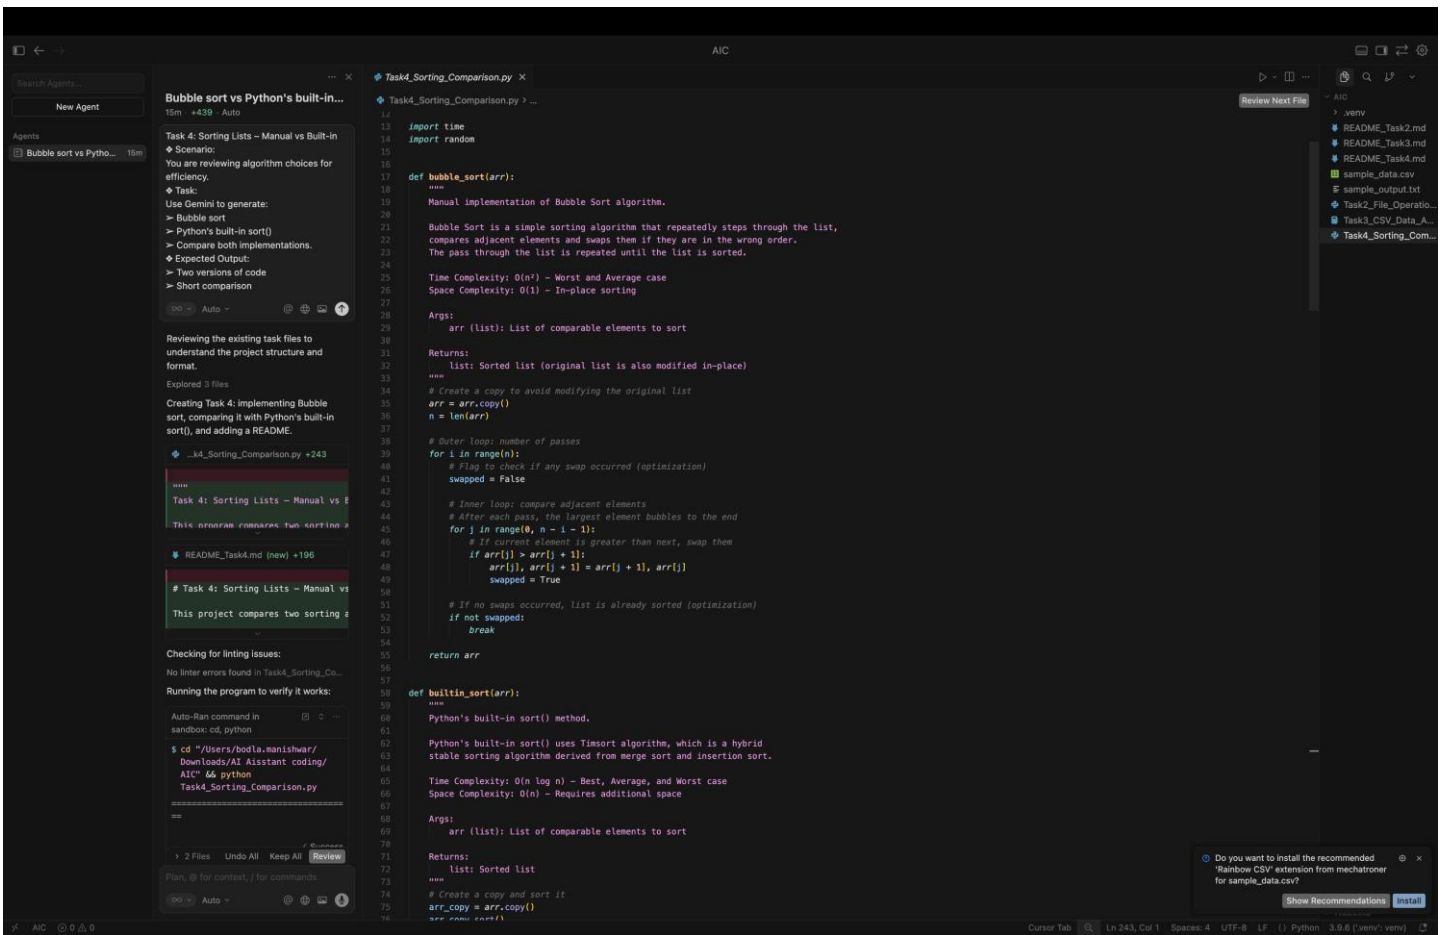 AIC
Search Agents...
New Agent
Agents
Bubble sort vs Pytho... 15m
Bubble sort vs Python's built-in...
15m · +439 · Auto
Task 4: Sorting Lists – Manual vs Built-in
❖ Scenario:
You are reviewing algorithm choices for
efficiency.
❖ Task:
Use Gemini to generate:
➢ Bubble sort
➢ Python's built-in sort()
➢ Compare both implementations.
❖ Expected Output:
➢ Two versions of code
➢ Short comparison
Auto
Reviewing the existing task files to
understand the project structure and
format.
Explored 3 files
Creating Task 4: implementing Bubble
sort, comparing it with Python's built-in
sort(), and adding a README.
...k4_Sorting_Comparison.py +243
"""
Task 4: Sorting Lists – Manual vs B
This program compares two sorting a
README_Task4.md (new) +196
# Task 4: Sorting Lists – Manual vs
This project compares two sorting a
Checking for linting issues:
No linter errors found in Task4_Sorting_Co...
Running the program to verify it works:
Auto-Ran command in
sandbox: cd, python
$ cd "/Users/bodla.manishwar/
Downloads/AI Aisstant coding/
AIC" && python
Task4_Sorting_Comparison.py
===================================
==
Success
> 2 Files Undo All Keep All Review
Plan, @ for context, / for commands
Auto
Task4_Sorting_Comparison.py ×
Task4_Sorting_Comparison.py > ...
Review Next File
12
13 import time
14 import random
15
16
17 def bubble_sort(arr):
18 """
19 Manual implementation of Bubble Sort algorithm.
20
21 Bubble Sort is a simple sorting algorithm that repeatedly steps through the list,
22 compares adjacent elements and swaps them if they are in the wrong order.
23 The pass through the list is repeated until the list is sorted.
24
25 Time Complexity: O(n²) – Worst and Average case
26 Space Complexity: O(1) – In-place sorting
27
28 Args:
29 arr (list): List of comparable elements to sort
30
31 Returns:
32 list: Sorted list (original list is also modified in-place)
33 """
34 # Create a copy to avoid modifying the original list
35 arr = arr.copy()
36 n = len(arr)
37
38 # Outer loop: number of passes
39 for i in range(n):
40 # Flag to check if any swap occurred (optimization)
41 swapped = False
42
43 # Inner loop: compare adjacent elements
44 # After each pass, the largest element bubbles to the end
45 for j in range(0, n – i – 1):
46 # If current element is greater than next, swap them
47 if arr[j] > arr[j + 1]:
48 arr[j], arr[j + 1] = arr[j + 1], arr[j]
49 swapped = True
50
51 # If no swaps occurred, list is already sorted (optimization)
52 if not swapped:
53 break
54
55 return arr
56
57
58 def builtin_sort(arr):
59 """
60 Python's built-in sort() method.
61
62 Python's built-in sort() uses Timsort algorithm, which is a hybrid
63 stable sorting algorithm derived from merge sort and insertion sort.
64
65 Time Complexity: O(n log n) – Best, Average, and Worst case
66 Space Complexity: O(n) – Requires additional space
67
68 Args:
69 arr (list): List of comparable elements to sort
70
71 Returns:
72 list: Sorted list
73 """
74 # Create a copy and sort it
75 arr_copy = arr.copy()
76 arr_copy.sort()
AIC
> .venv
README_Task2.md
README_Task3.md
README_Task4.md
sample_data.csv
sample_output.txt
Task2_File_Operatio...
Task3_CSV_Data_A...
Task4_Sorting_Com...
Do you want to install the recommended
'Rainbow CSV' extension from mechatroner
for sample_data.csv?
Show Recommendations Install
AIC 0 0
Cursor Tab Ln 243, Col 1 Spaces: 4 UTF-8 LF {} Python 3.9.6 ('.venv': venv)